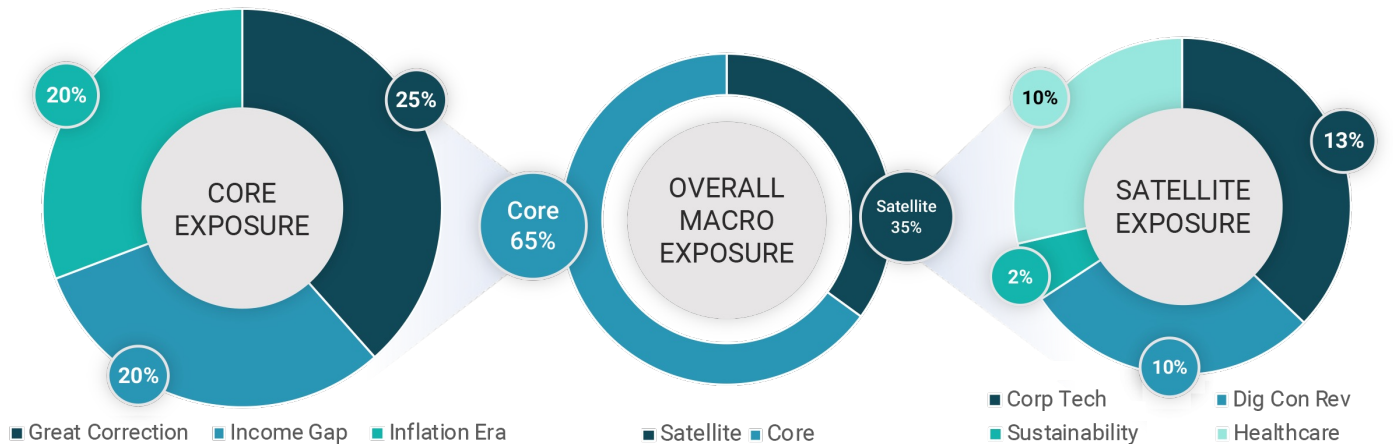 20%
25%
CORE
EXPOSURE
20%
Great Correction
Income Gap
Inflation Era
Core
65%
OVERALL
MACRO
EXPOSURE
Satellite
35%
Satellite
Core
10%
13%
SATELLITE
EXPOSURE
2%
10%
Corp Tech
Dig Con Rev
Sustainability
Healthcare